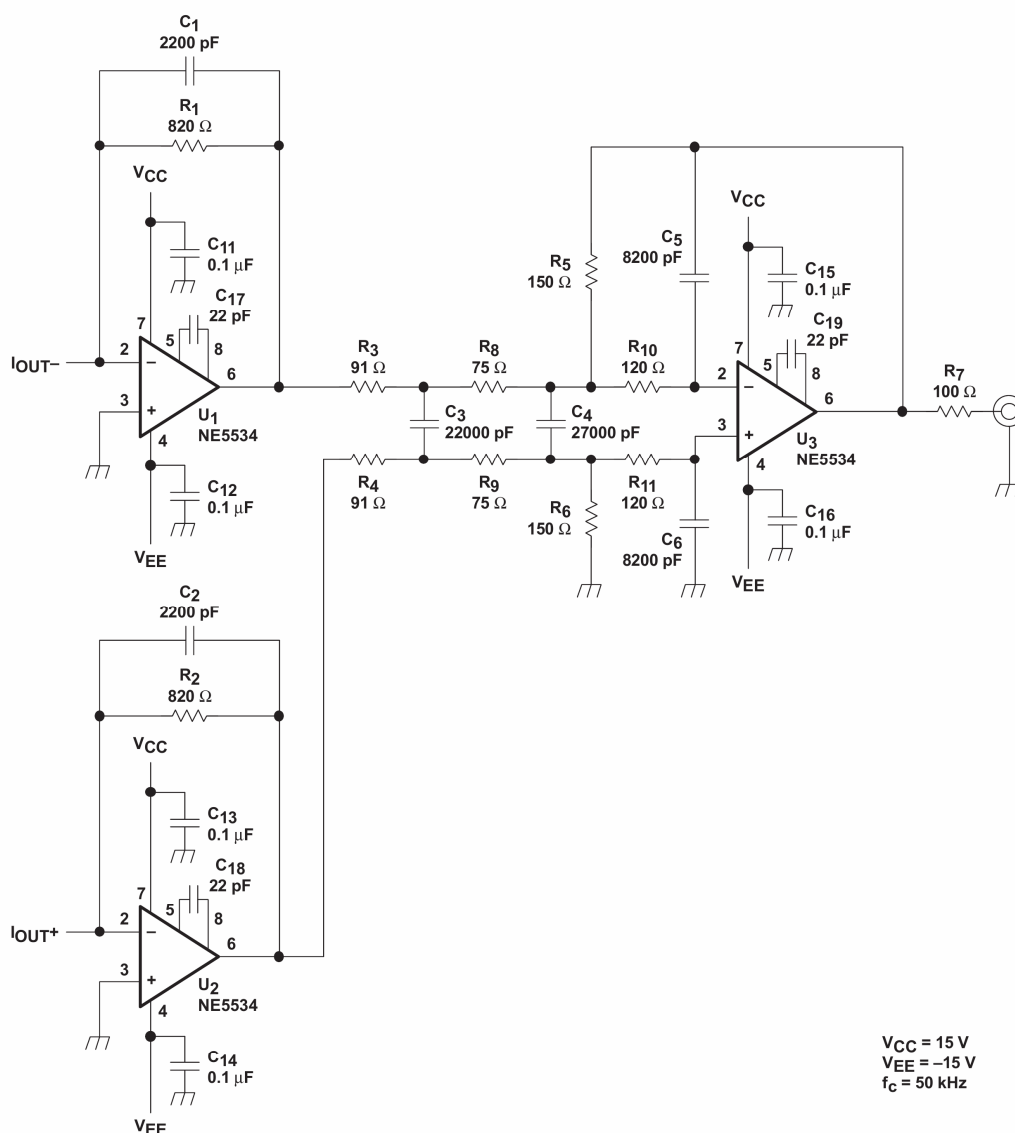 C1
2200 pF
R1
820 Ω
VCC
C11
0.1 μF
C17
22 pF
7
5
8
IOUT–
2
–
6
3
+
U1
NE5534
4
C12
0.1 μF
VEE
R3
91 Ω
R8
75 Ω
R10
120 Ω
C3
22000 pF
C4
27000 pF
R4
91 Ω
R9
75 Ω
R11
120 Ω
R5
150 Ω
C5
8200 pF
R6
150 Ω
C6
8200 pF
VCC
C15
0.1 μF
C19
22 pF
7
5
8
2
–
6
3
+
U3
NE5534
4
R7
100 Ω
C16
0.1 μF
VEE
C2
2200 pF
R2
820 Ω
VCC
C13
0.1 μF
C18
22 pF
7
5
8
IOUT+
2
–
6
3
+
U2
NE5534
4
C14
0.1 μF
VEE
VCC = 15 V
VEE = –15 V
fc = 50 kHz